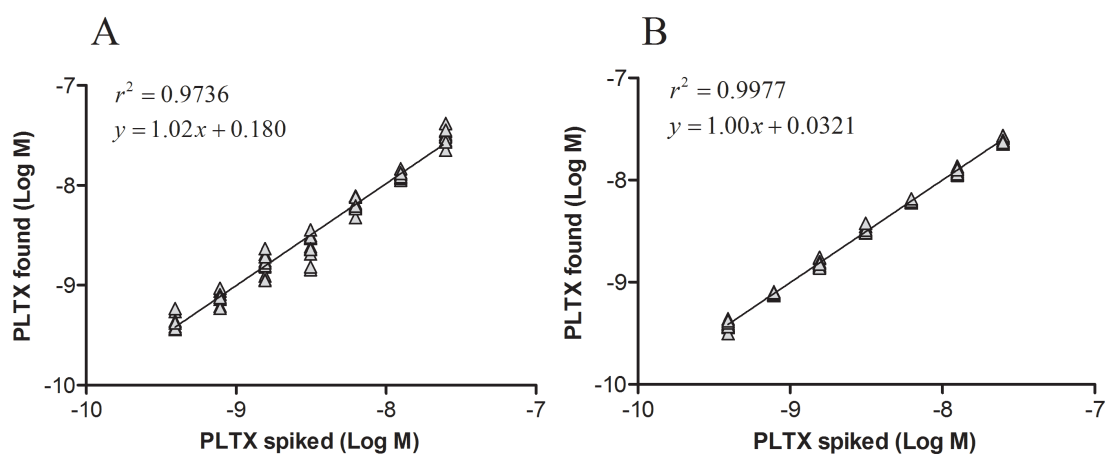 A
r² = 0.9736
y = 1.02x + 0.180
-7
-8
-9
-10
PLTX found (Log M)
-10 -9 -8 -7
PLTX spiked (Log M)
B
r² = 0.9977
y = 1.00x + 0.0321
-7
-8
-9
-10
PLTX found (Log M)
-10 -9 -8 -7
PLTX spiked (Log M)